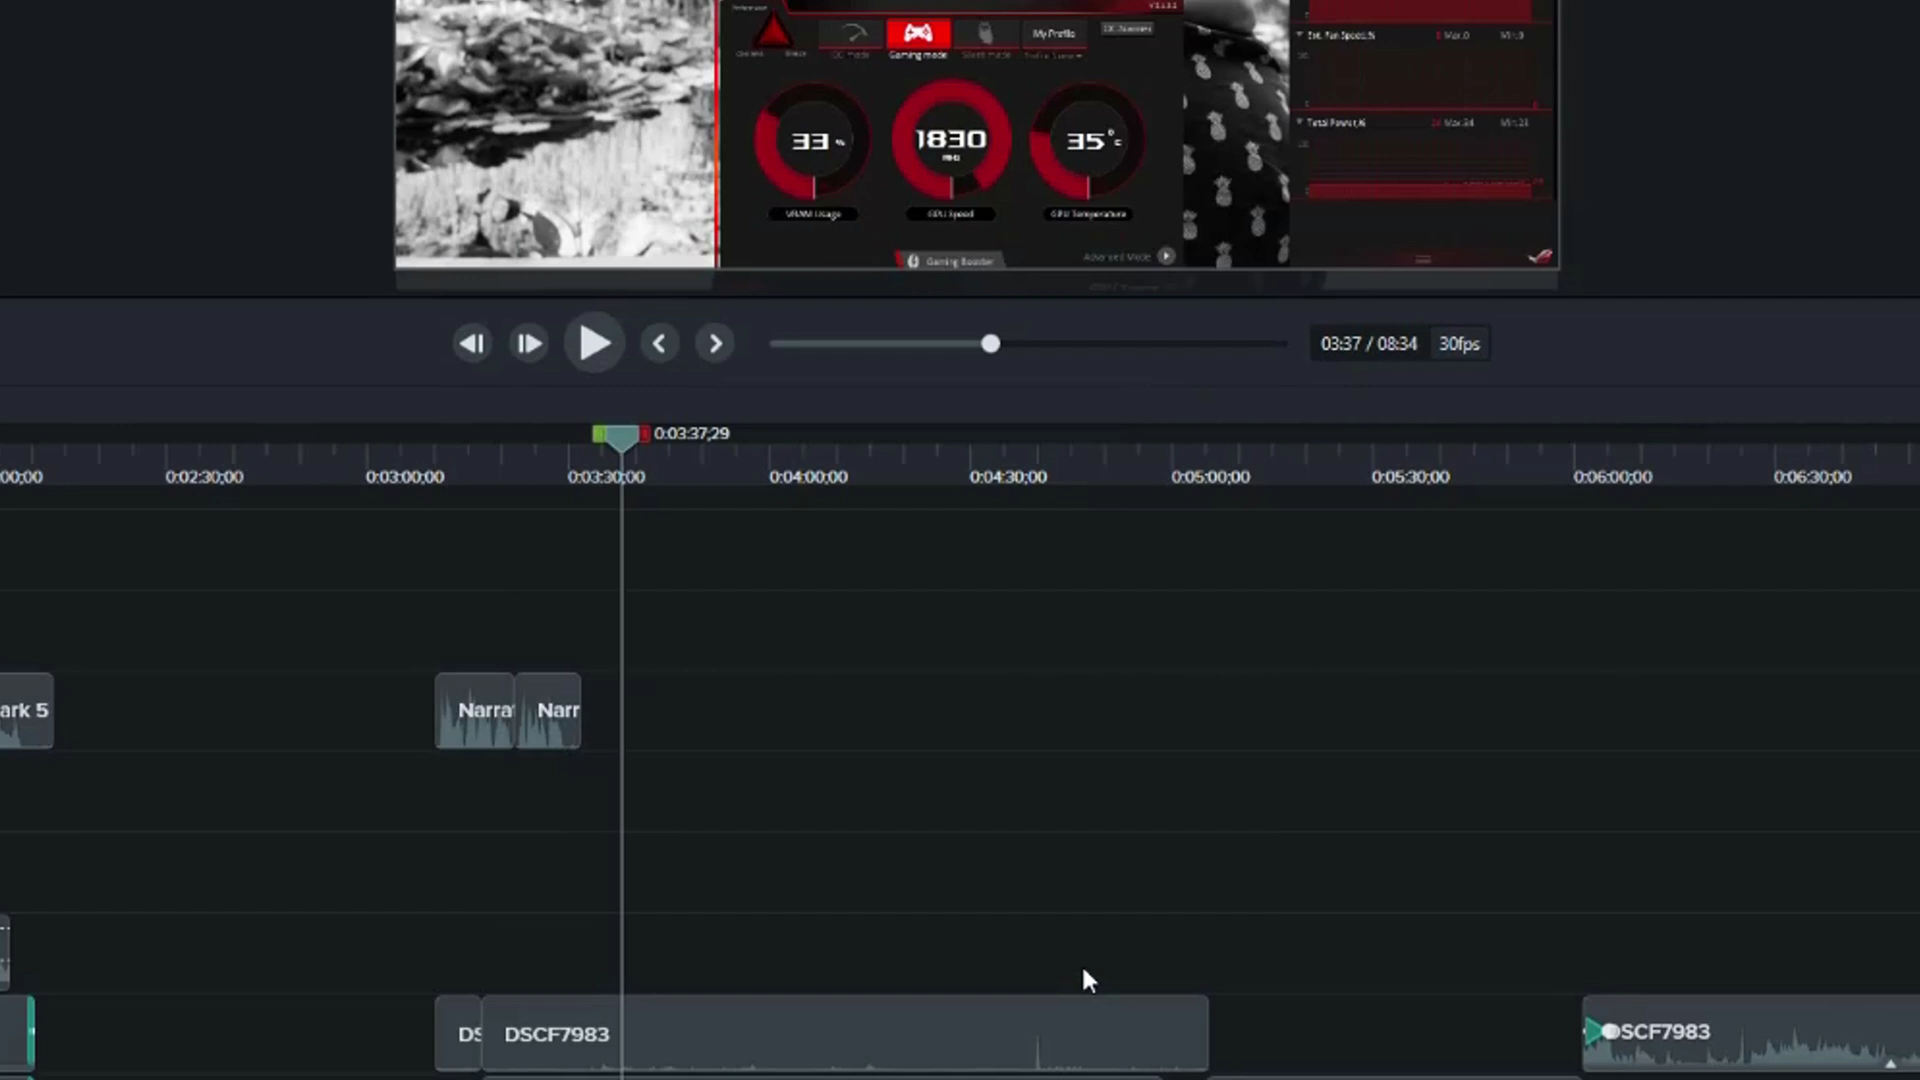 My Profile
Gaming mode
33 %
1830
MHz
35 °C
VRAM Usage
GPU Speed
GPU Temperature
Gaming Booster
Advanced Mode
Total Power,%
03:37 / 08:34
30fps
0:03:37;29
00;00
0:02:30;00
0:03:00;00
0:03:30;00
0:04:00;00
0:04:30;00
0:05:00;00
0:05:30;00
0:06:00;00
0:06:30;00
ark 5
Narra
Narr
DS
DSCF7983
DSCF7983